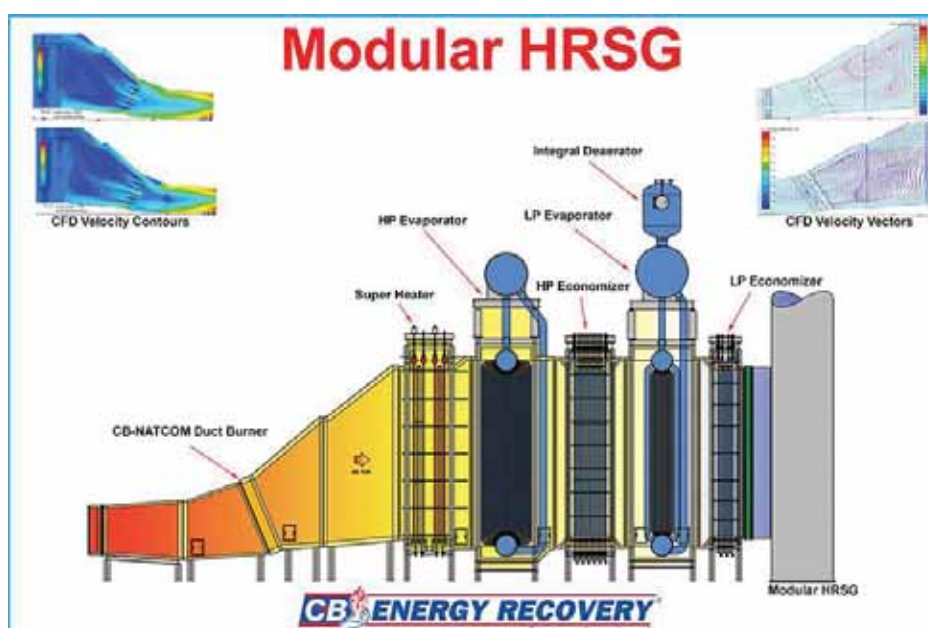 Modular HRSG
CFD Velocity Contours
CFD Velocity Vectors
Integral Deaerator
HP Evaporator
LP Evaporator
Super Heater
HP Economizer
LP Economizer
CB-NATCOM Duct Burner
Modular HRSG
CB ENERGY RECOVERY